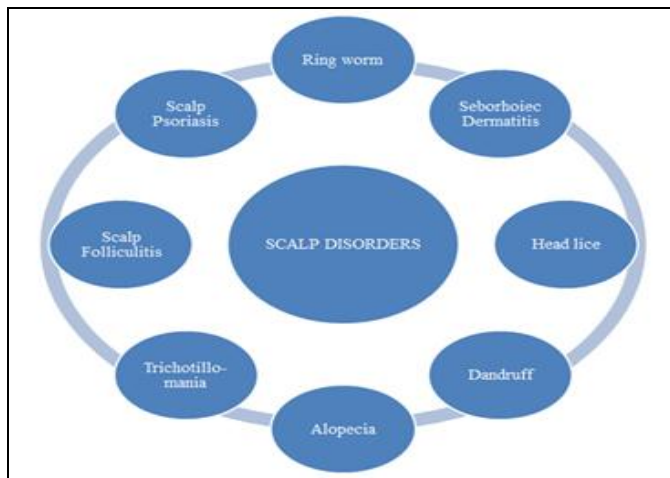 Ring worm
Seborhoiec
Dermatitis
Head lice
Dandruff
Alopecia
Trichotillo-
mania
Scalp
Folliculitis
Scalp
Psoriasis
SCALP DISORDERS